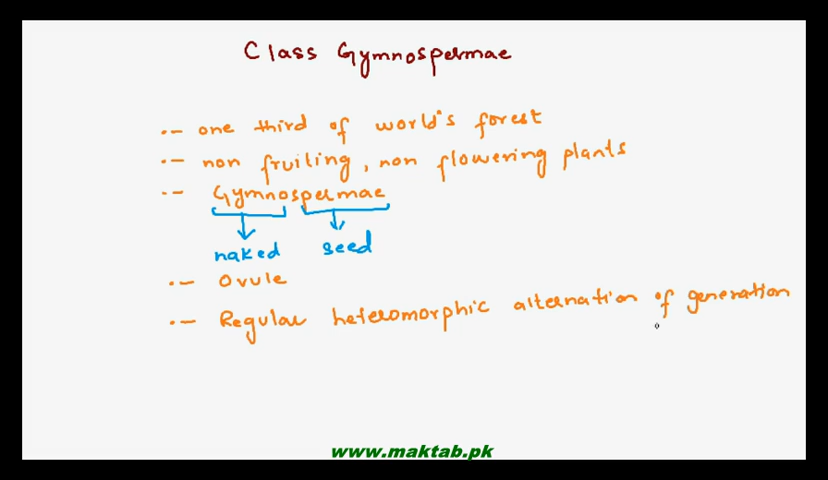 Class Gymnospermae
·- one third of world's forest
·- non fruiling, non flowering plants
·- Gymnospermae
naked seed
·- Ovule
·- Regular heteromorphic alternation of generation
www.maktab.pk